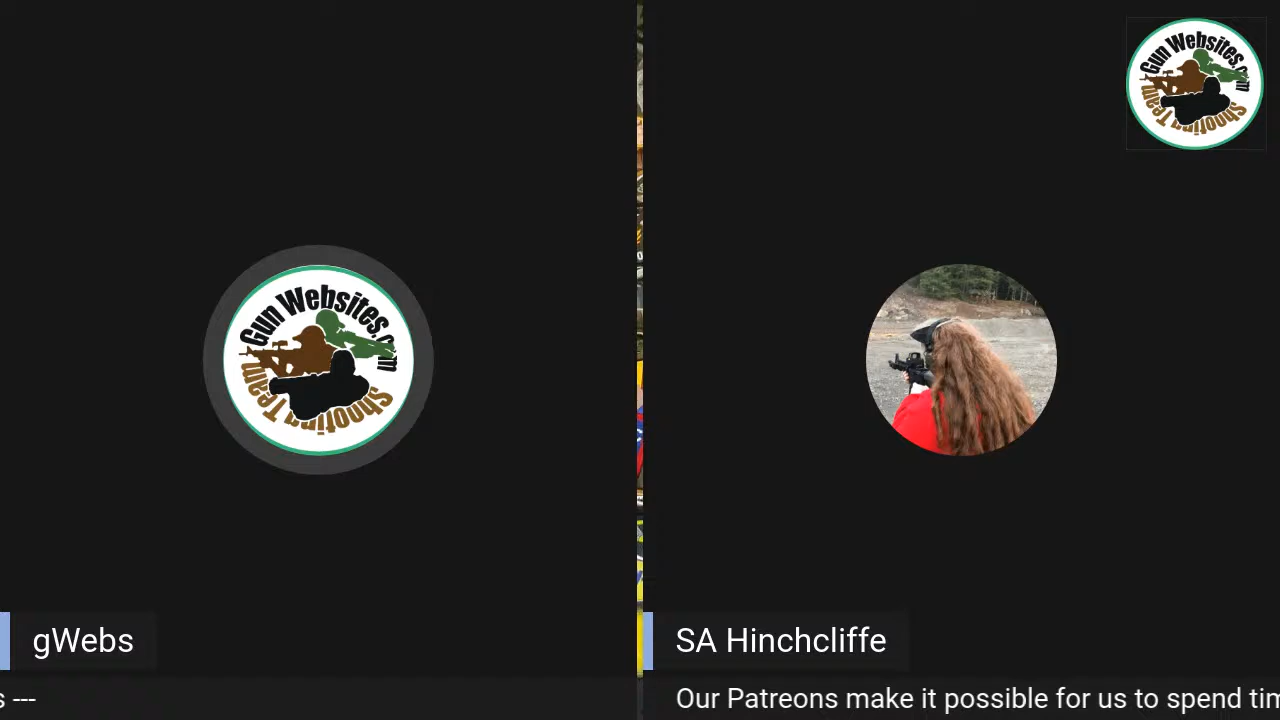 Gun Websites.com
Shooting Team
Gun Websites.com
Shooting Team
gWebs
SA Hinchcliffe
s ---
Our Patreons make it possible for us to spend tim